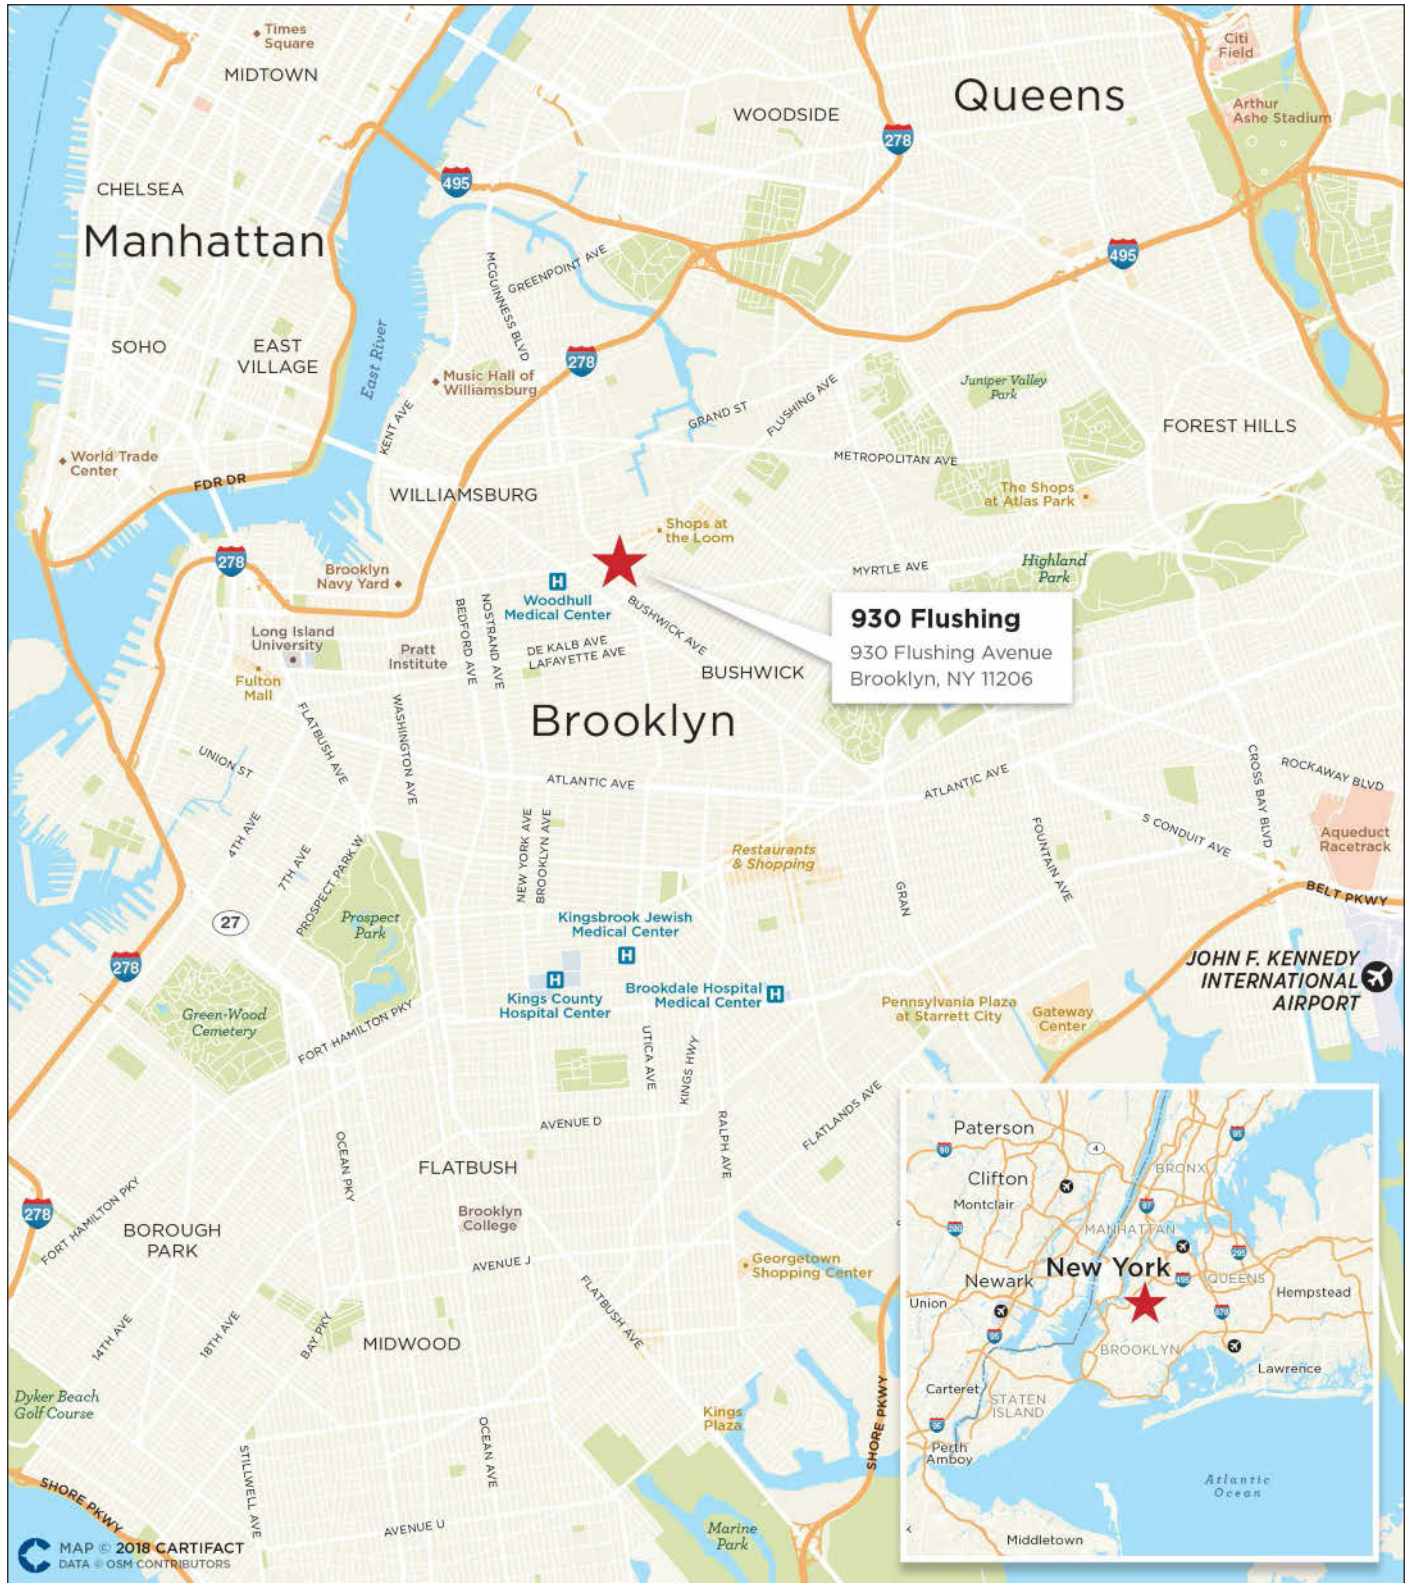 Times
Square
MIDTOWN
Queens
Citi
Field
WOODSIDE
Arthur
Ashe Stadium
278
495
CHELSEA
Manhattan
495
MCGUINNESS BLVD
GREENPOINT AVE
SOHO
EAST
VILLAGE
East River
278
Music Hall of
Williamsburg
Juniper Valley
Park
KENT AVE
GRAND ST
FLUSHING AVE
FOREST HILLS
World Trade
Center
METROPOLITAN AVE
FDR DR
WILLIAMSBURG
The Shops
at Atlas Park
Shops at
the Loom
278
Brooklyn
Navy Yard
H
Woodhull
Medical Center
MYRTLE AVE
Highland
Park
930 Flushing
930 Flushing Avenue
Brooklyn, NY 11206
BEDFORD AVE
NOSTRAND AVE
BUSHWICK AVE
Long Island
University
Pratt
Institute
DE KALB AVE
LAFAYETTE AVE
BUSHWICK
Fulton
Mall
Brooklyn
FLATBUSH AVE
WASHINGTON AVE
UNION ST
ATLANTIC AVE
ATLANTIC AVE
CROSS BAY BLVD
ROCKAWAY BLVD
4TH AVE
7TH AVE
PROSPECT PARK W
NEW YORK AVE
BROOKLYN AVE
Restaurants
& Shopping
FOUNTAIN AVE
S CONDUIT AVE
Aqueduct
Racetrack
GRAN
BELT PKWY
27
Prospect
Park
Kingsbrook Jewish
Medical Center
H
278
H
Kings County
Hospital Center
Brookdale Hospital
Medical Center
H
JOHN F. KENNEDY
INTERNATIONAL
AIRPORT
Green-Wood
Cemetery
Pennsylvania Plaza
at Starrett City
Gateway
Center
FORT HAMILTON PKY
UTICA AVE
KINGS HWY
AVENUE D
RALPH AVE
FLATLANDS AVE
OCEAN PKY
FLATBUSH
278
FORT HAMILTON PKY
BOROUGH
PARK
Brooklyn
College
AVENUE J
Georgetown
Shopping Center
FLATBUSH AVE
14TH AVE
18TH AVE
BAY PKY
MIDWOOD
Dyker Beach
Golf Course
Kings
Plaza
SHORE PKWY
OCEAN AVE
STILLWELL AVE
SHORE PKWY
AVENUE U
Marine
Park
MAP © 2018 CARTIFACT
DATA © OSM CONTRIBUTORS
Paterson
95
80
4
BRONX
Clifton
Montclair
87
280
MANHATTAN
295
New York
495
QUEENS
Newark
Hempstead
Union
678
95
BROOKLYN
Lawrence
Carteret
STATEN
ISLAND
95
Perth
Amboy
Atlantic
Ocean
Middletown